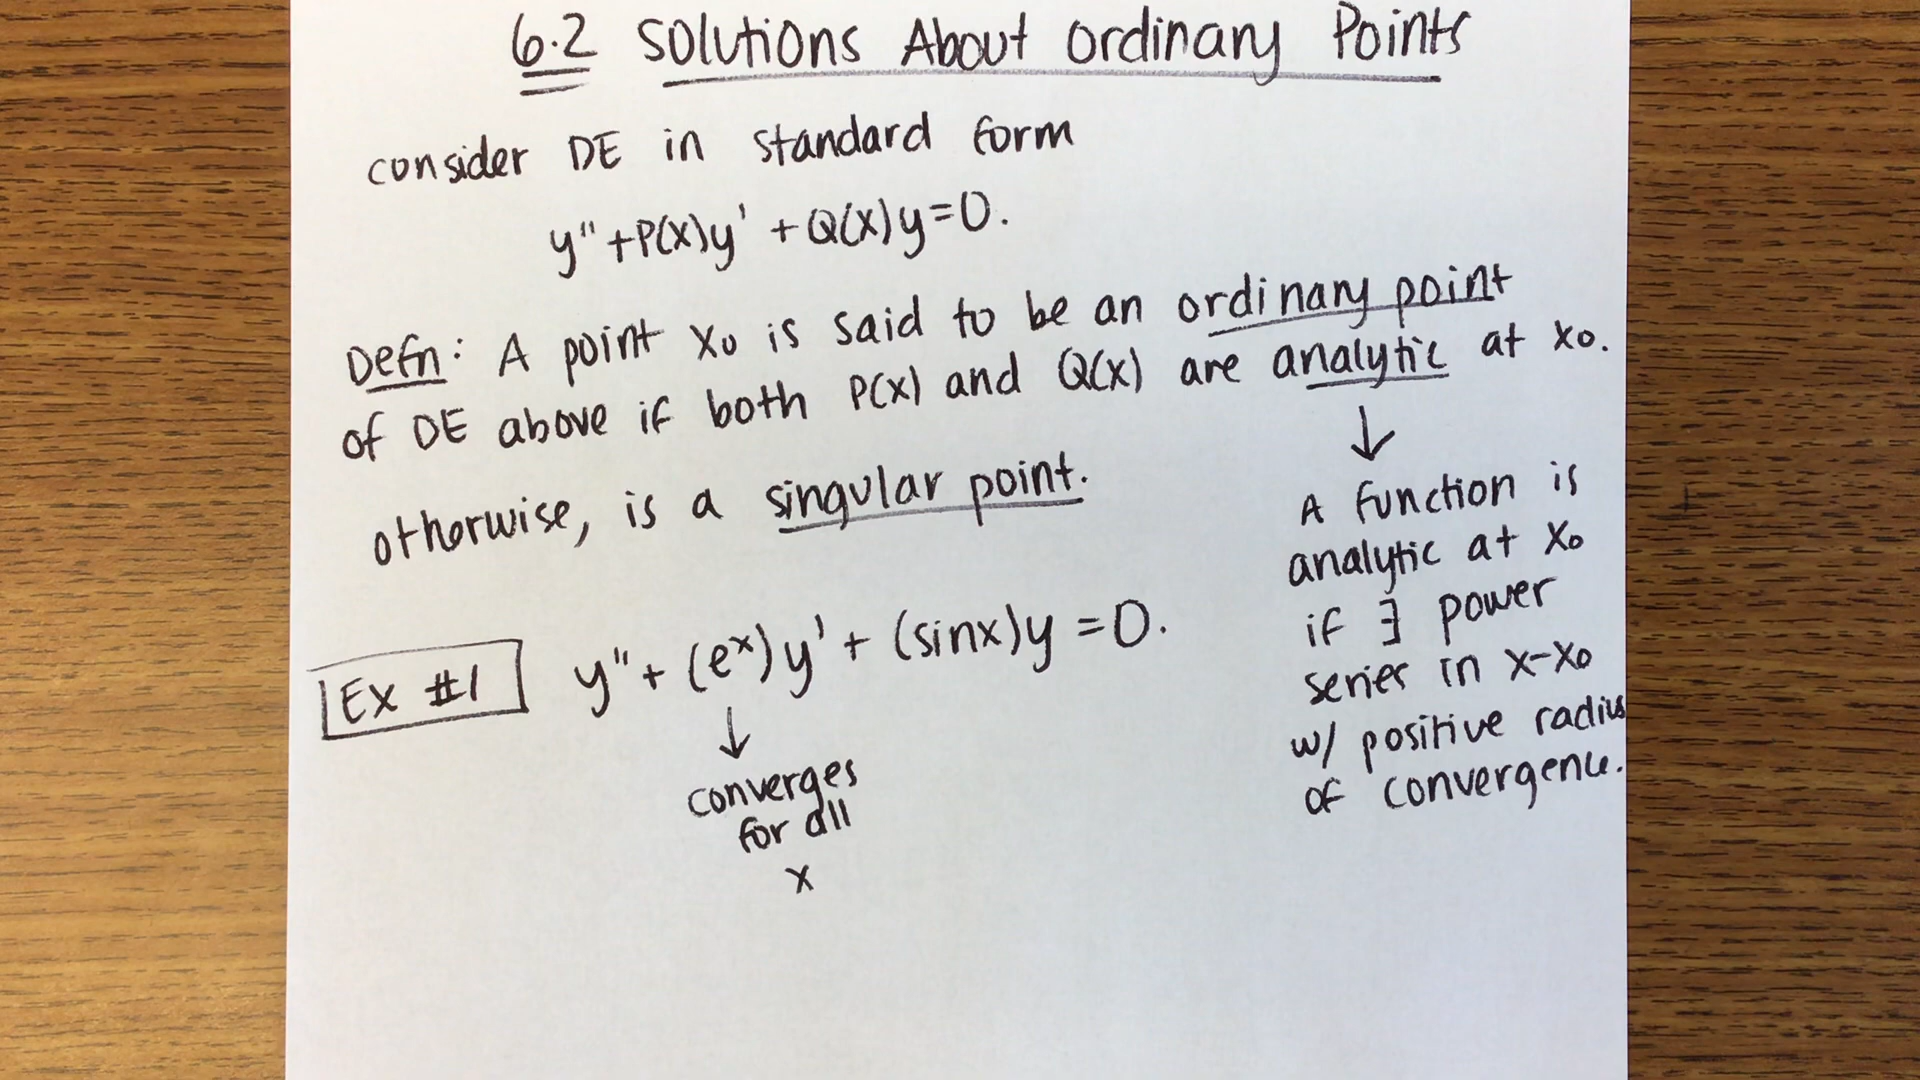 6.2 Solutions About Ordinary Points
consider DE in standard form
y" + P(x)y' + Q(x)y = 0.
Defn: A point x₀ is said to be an ordinary point
of DE above if both P(x) and Q(x) are analytic at x₀.
otherwise, is a singular point.
↓
A function is
analytic at x₀
if ∃ power
series in x-x₀
w/ positive radius
of convergence.
Ex #1 y" + (eˣ)y' + (sinx)y = 0.
↓
converges
for all
x